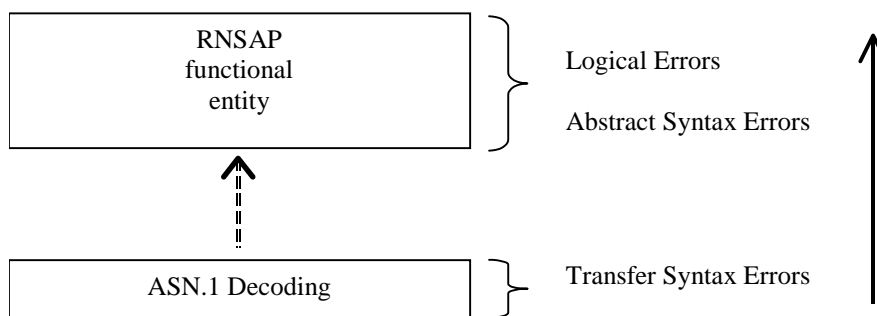 RNSAP
functional
entity
Logical Errors
Abstract Syntax Errors
ASN.1 Decoding
Transfer Syntax Errors